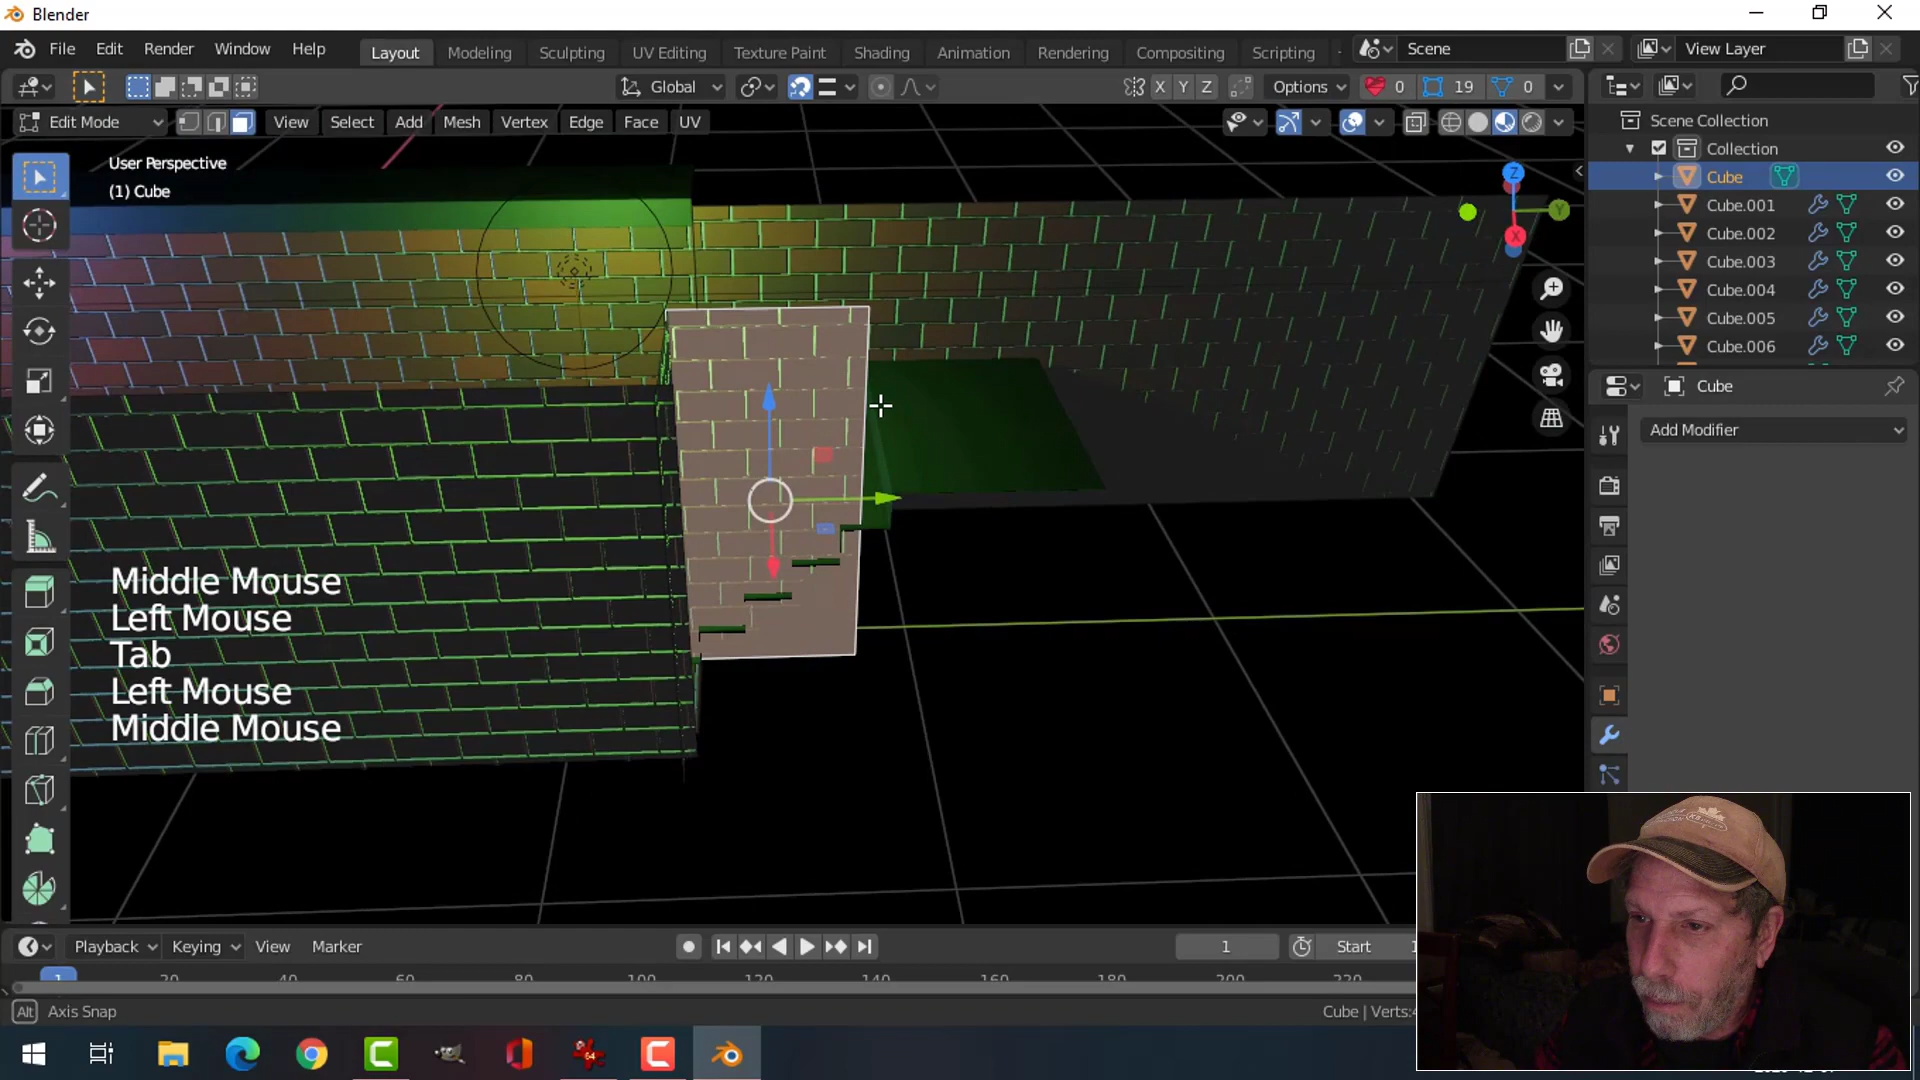 Blender
File Edit Render Window Help Layout Modeling Sculpting UV Editing Texture Paint Shading Animation Rendering Compositing Scripting Scene View Layer
Global X Y Z Options 0 19 0
Edit Mode View Select Add Mesh Vertex Edge Face UV
User Perspective
(1) Cube
Z
Y
X
Scene Collection
Collection
Cube
Cube.001
Cube.002
Cube.003
Cube.004
Cube.005
Cube.006
Cube
Add Modifier
Middle Mouse
Left Mouse
Tab
Left Mouse
Middle Mouse
Playback Keying View Marker 1 Start 1
1 20 40 60 80 100 120 140 160 180 200 220
Alt Axis Snap Cube | Verts:4